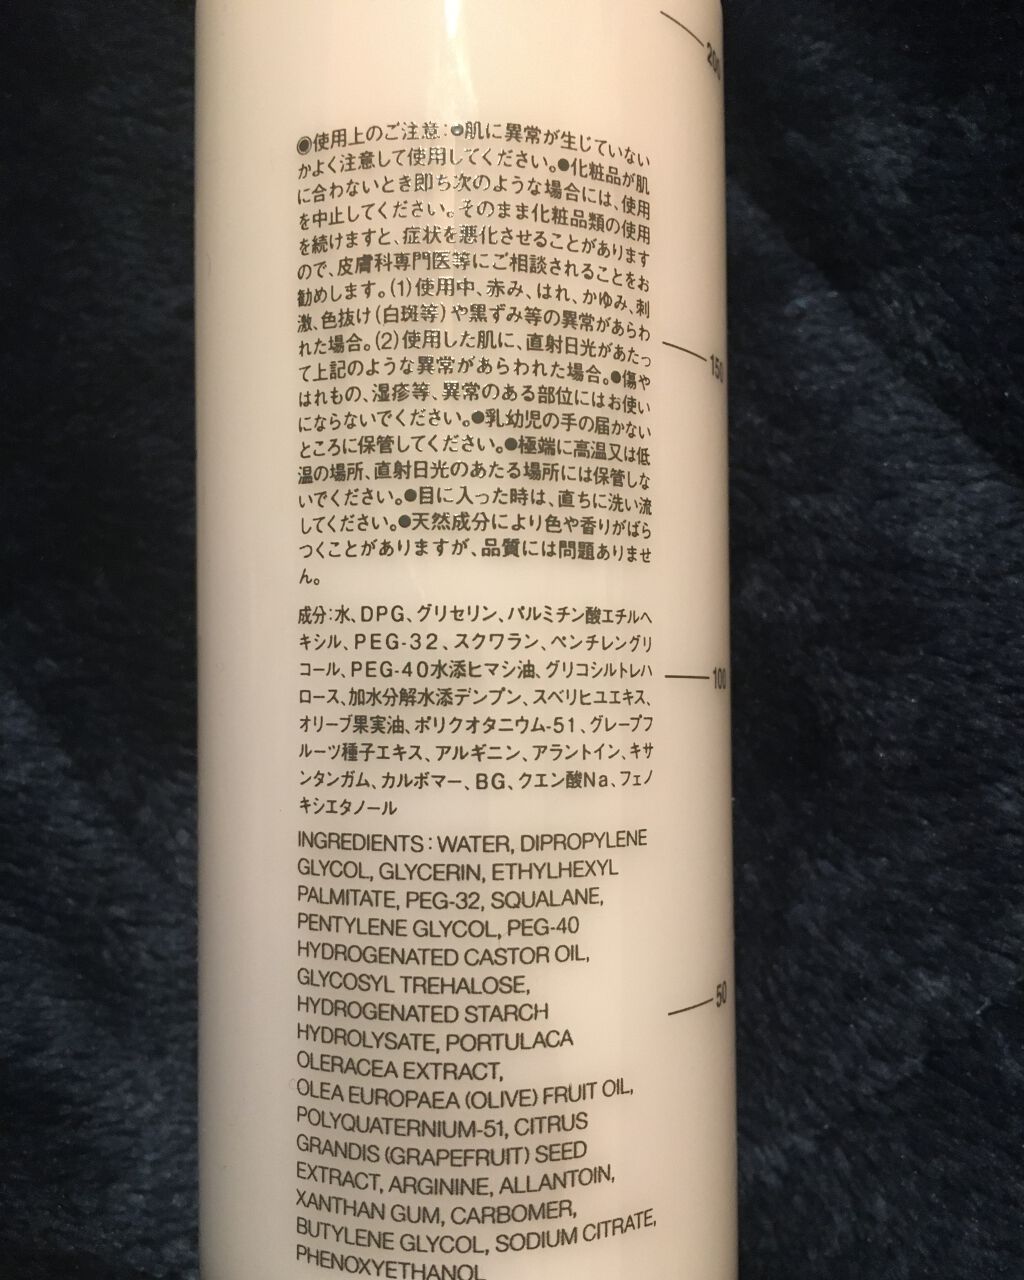 ◉使用上のご注意:●肌に異常が生じていない
かよく注意して使用してください。●化粧品が肌
に合わないとき即ち次のような場合には、使用
を中止してください。そのまま化粧品類の使用
を続けますと、症状を悪化させることがあります
ので、皮膚科専門医等にご相談されることをお
勧めします。(1)使用中、赤み、はれ、かゆみ、刺
激、色抜け(白斑等)や黒ずみ等の異常があらわ
れた場合。(2)使用した肌に、直射日光があたっ
て上記のような異常があらわれた場合。●傷や
はれもの、湿疹等、異常のある部位にはお使い
にならないでください。●乳幼児の手の届かない
ところに保管してください。●極端に高温又は低
温の場所、直射日光のあたる場所には保管しな
いでください。●目に入った時は、直ちに洗い流
してください。●天然成分により色や香りがばら
つくことがありますが、品質には問題ありませ
ん。
成分:水、DPG、グリセリン、パルミチン酸エチルヘ
キシル、PEG-32、スクワラン、ペンチレングリ
コール、PEG-40水添ヒマシ油、グリコシルトレハ
ロース、加水分解水添デンプン、スベリヒユエキス、
オリーブ果実油、ポリクオタニウム-51、グレープフ
ルーツ種子エキス、アルギニン、アラントイン、キサ
ンタンガム、カルボマー、BG、クエン酸Na、フェノ
キシエタノール
INGREDIENTS:WATER, DIPROPYLENE
GLYCOL, GLYCERIN, ETHYLHEXYL
PALMITATE, PEG-32, SQUALANE,
PENTYLENE GLYCOL, PEG-40
HYDROGENATED CASTOR OIL,
GLYCOSYL TREHALOSE,
HYDROGENATED STARCH
HYDROLYSATE, PORTULACA
OLERACEA EXTRACT,
OLEA EUROPAEA (OLIVE) FRUIT OIL,
POLYQUATERNIUM-51, CITRUS
GRANDIS (GRAPEFRUIT) SEED
EXTRACT, ARGININE, ALLANTOIN,
XANTHAN GUM, CARBOMER,
BUTYLENE GLYCOL, SODIUM CITRATE,
PHENOXYETHANOL
200
150
100
50